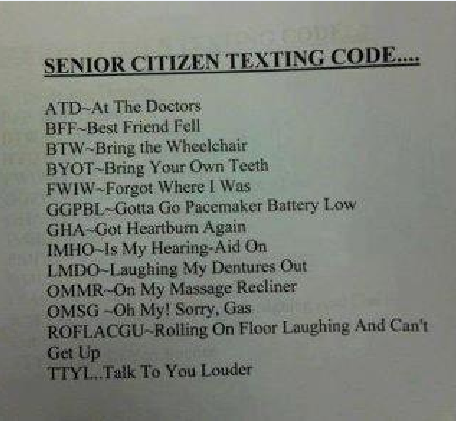 SENIOR CITIZEN TEXTING CODE....
ATD~At The Doctors
BFF~Best Friend Fell
BTW~Bring the Wheelchair
BYOT~Bring Your Own Teeth
FWIW~Forgot Where I Was
GGPBL~Gotta Go Pacemaker Battery Low
GHA~Got Heartburn Again
IMHO~Is My Hearing-Aid On
LMDO~Laughing My Dentures Out
OMMR~On My Massage Recliner
OMSG ~Oh My! Sorry, Gas
ROFLACGU~Rolling On Floor Laughing And Can't
Get Up
TTYL..Talk To You Louder